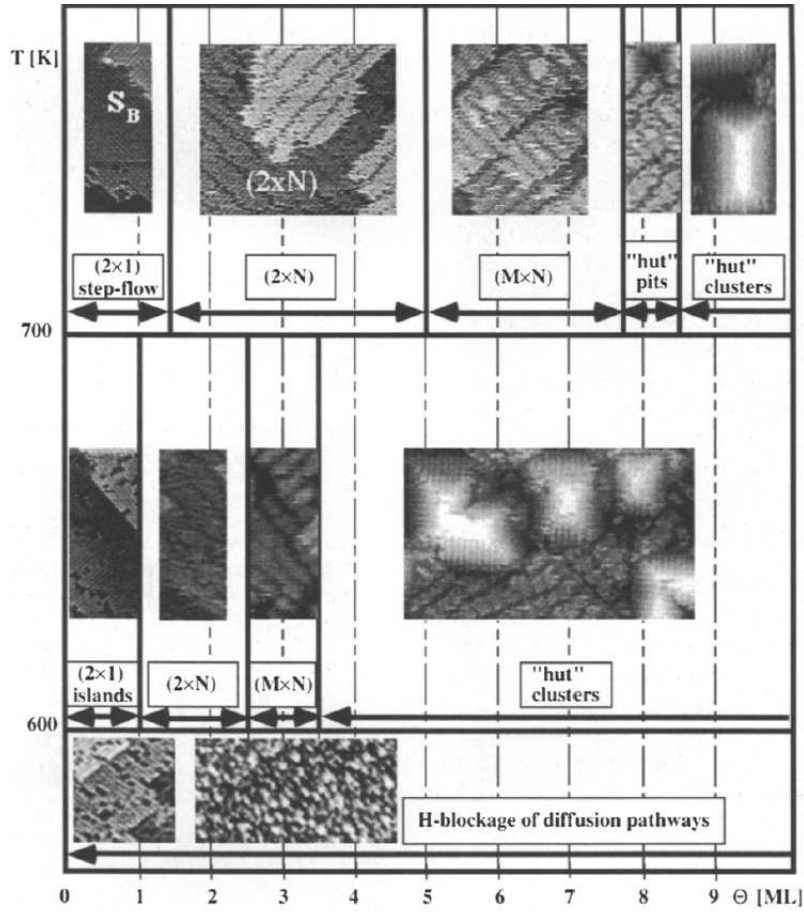 T [K]
S_B
(2xN)
(2×1)
step-flow
(2×N)
(M×N)
"hut"
pits
"hut"
clusters
700
(2×1)
islands
(2×N)
(M×N)
"hut"
clusters
600
H-blockage of diffusion pathways
0 1 2 3 4 5 6 7 8 9 Θ [ML]